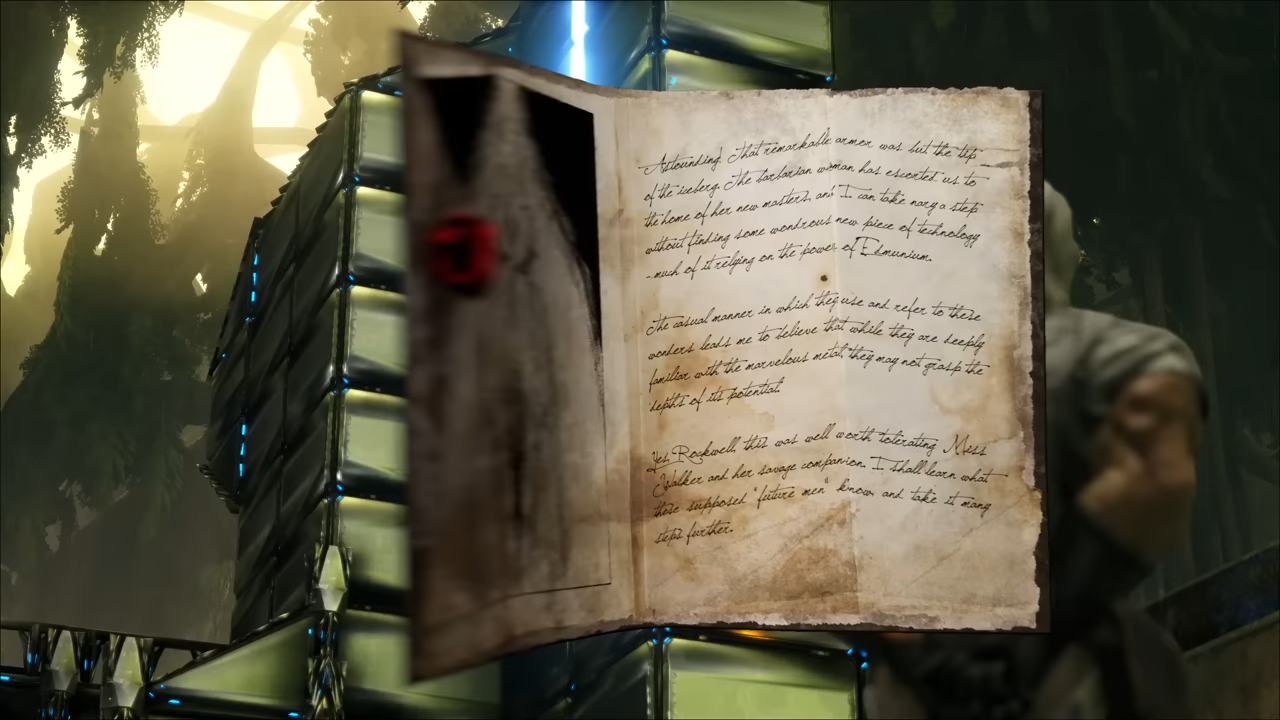 Astounding! That remarkable armor was but the tip
of the iceberg. The barbarian woman has escorted us to
the home of her new masters, and I can take nary a step
without finding some wondrous new piece of technology
- much of it relying on the power of Edmunium.
The casual manner in which they use and refer to these
wonders leads me to believe that while they are deeply
familiar with the marvelous metal, they may not grasp the
depths of its potential.
Yes, Rockwell, this was well worth tolerating Miss
Walker and her savage companion. I shall learn what
these supposed "future men" know and take it many
steps further.